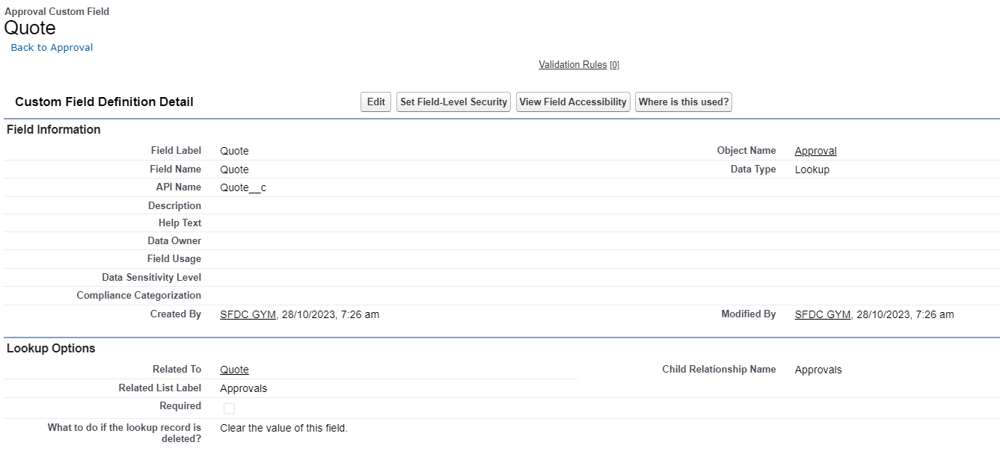 Approval Custom Field
Quote
Back to Approval
Validation Rules [0]
Custom Field Definition Detail Edit Set Field-Level Security View Field Accessibility Where is this used?
Field Information
Field Label Quote Object Name Approval
Field Name Quote Data Type Lookup
API Name Quote__c
Description
Help Text
Data Owner
Field Usage
Data Sensitivity Level
Compliance Categorization
Created By SFDC GYM, 28/10/2023, 7:26 am Modified By SFDC GYM, 28/10/2023, 7:26 am
Lookup Options
Related To Quote Child Relationship Name Approvals
Related List Label Approvals
Required
What to do if the lookup record is Clear the value of this field.
deleted?